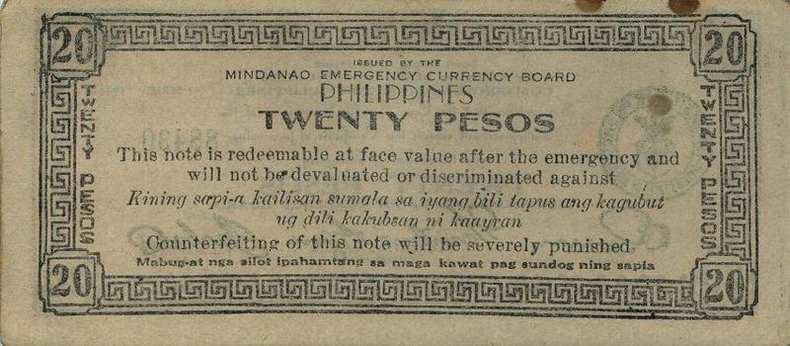 20 20
ISSUED BY THE
MINDANAO EMERGENCY CURRENCY BOARD
PHILIPPINES
TWENTY PESOS
This note is redeemable at face value after the emergency and
will not be devaluated or discriminated against
Rining sapi-a kailisan sumala sa iyang bili tapus ang kagubut
ug dili kakubsan ni kaayran
Counterfeiting of this note will be severely punished.
Mabug-at nga silot ipahamtang sa maga kawat pag sundog ning sapia
TWENTY PESOS
TWENTY PESOS
20 20